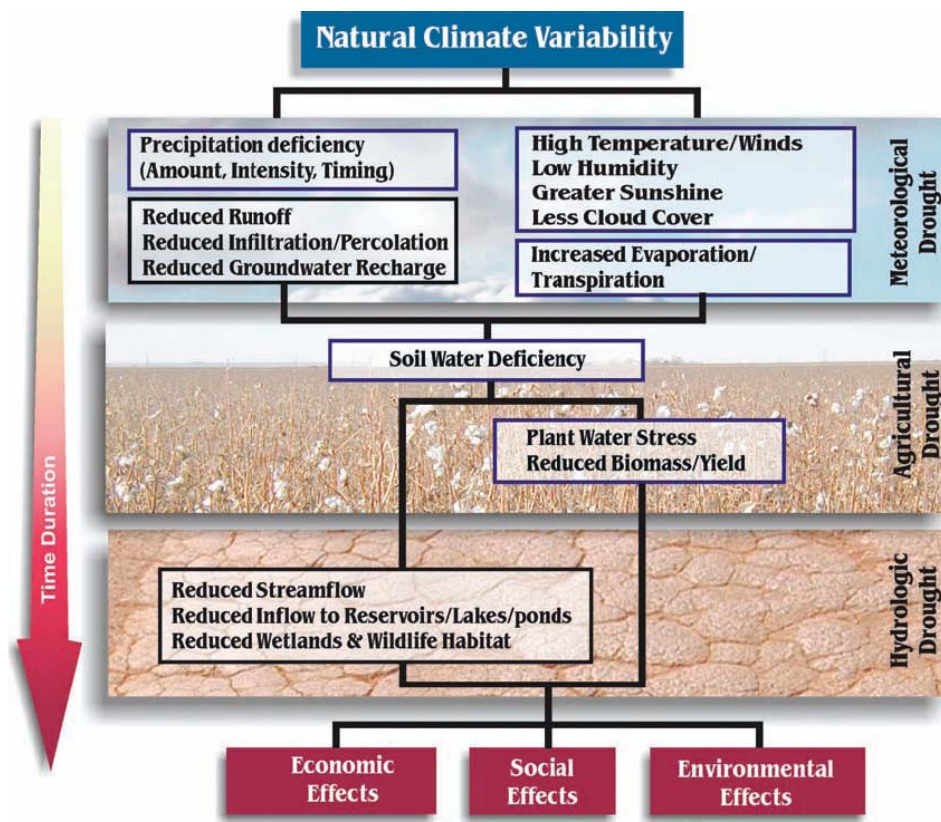 Natural Climate Variability
Precipitation deficiency
(Amount, Intensity, Timing)
High Temperature/Winds
Low Humidity
Greater Sunshine
Less Cloud Cover
Reduced Runoff
Reduced Infiltration/Percolation
Reduced Groundwater Recharge
Increased Evaporation/
Transpiration
Meteorological
Drought
Soil Water Deficiency
Plant Water Stress
Reduced Biomass/Yield
Agricultural
Drought
Time Duration
Reduced Streamflow
Reduced Inflow to Reservoirs/Lakes/ponds
Reduced Wetlands & Wildlife Habitat
Hydrologic
Drought
Economic
Effects
Social
Effects
Environmental
Effects